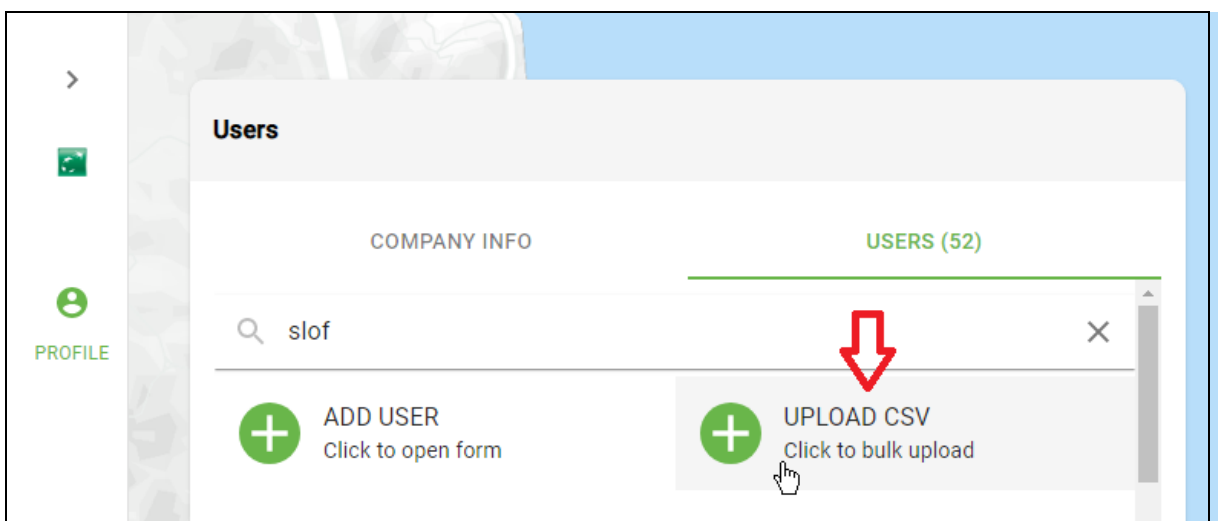 Users
COMPANY INFO
USERS (52)
PROFILE
slof
ADD USER
Click to open form
UPLOAD CSV
Click to bulk upload